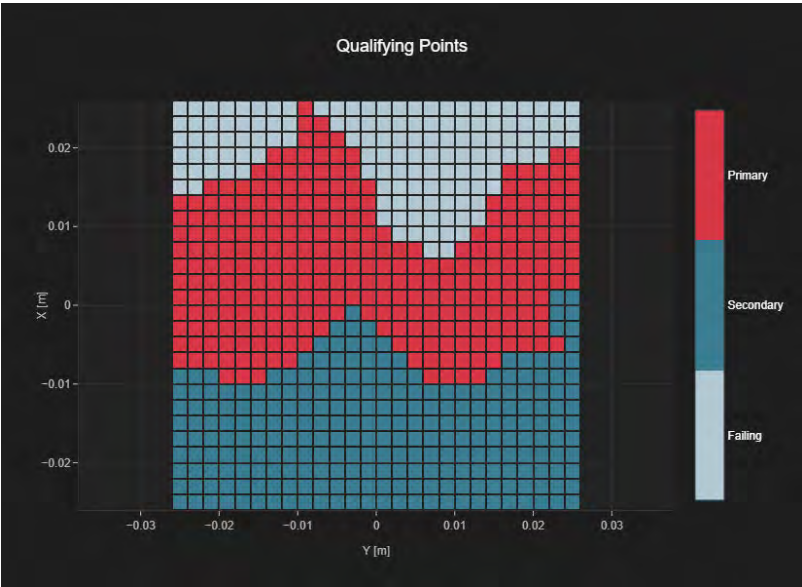 Qualifying Points
0.02
0.01
0
−0.01
−0.02
X [m]
−0.03
−0.02
−0.01
0
0.01
0.02
0.03
Y [m]
Primary
Secondary
Failing